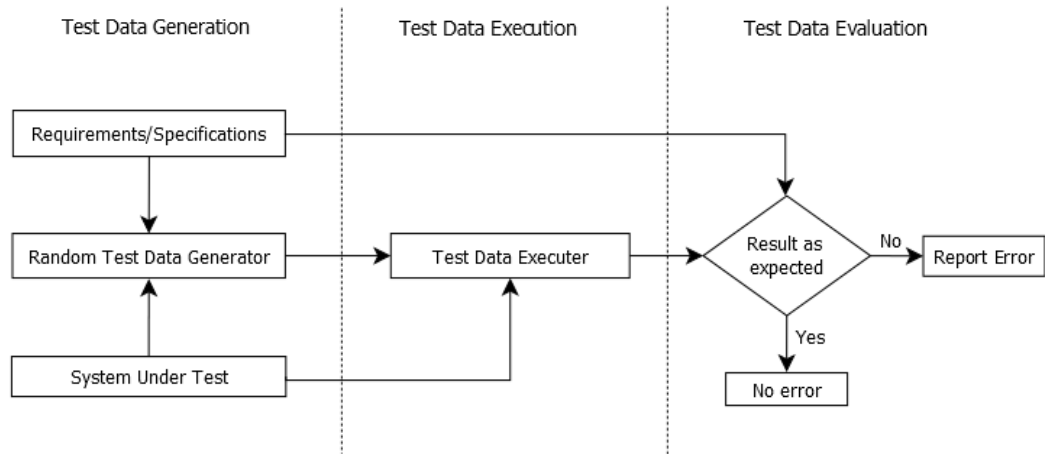 Test Data Generation
Test Data Execution
Test Data Evaluation
Requirements/Specifications
Random Test Data Generator
Test Data Executer
Result as
expected
No
Report Error
Yes
System Under Test
No error